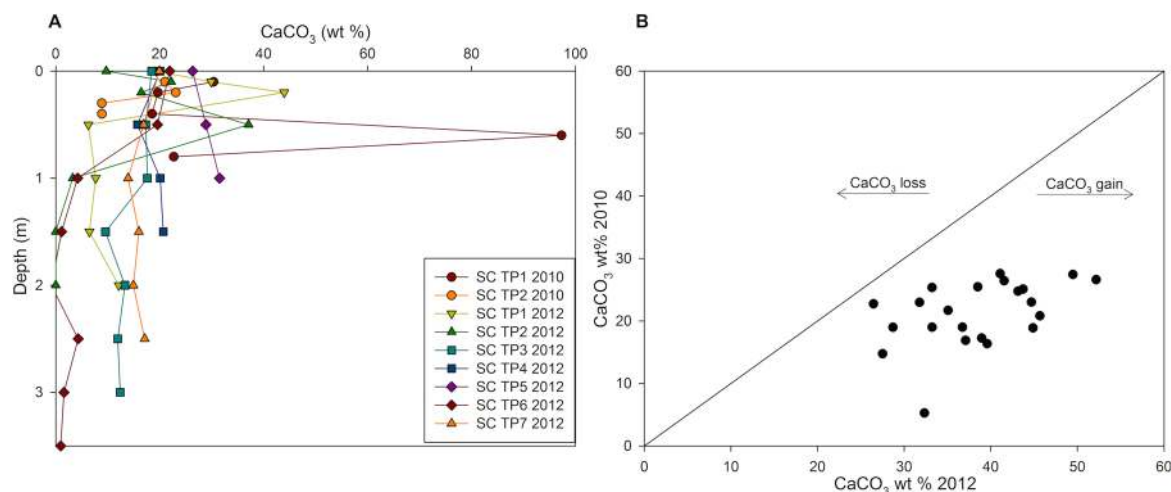 A
CaCO3 (wt %)
0 20 40 60 80 100
0
1
2
3
Depth (m)
SC TP1 2010
SC TP2 2010
SC TP1 2012
SC TP2 2012
SC TP3 2012
SC TP4 2012
SC TP5 2012
SC TP6 2012
SC TP7 2012
B
60
50
40
30
20
10
0
CaCO3 wt% 2010
CaCO3 loss
CaCO3 gain
0 10 20 30 40 50 60
CaCO3 wt % 2012